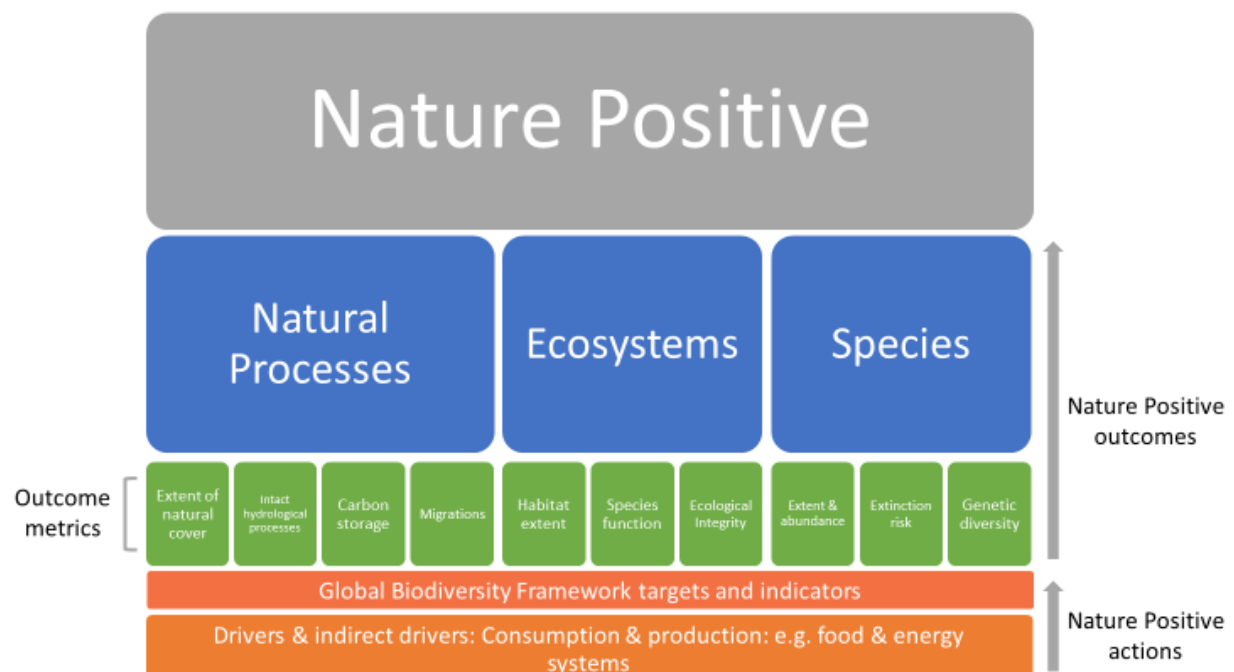 Nature Positive
Natural
Processes
Ecosystems
Species
Nature Positive
outcomes
Outcome
metrics
Extent of
natural
cover
Intact
hydrological
processes
Carbon
storage
Migrations
Habitat
extent
Species
function
Ecological
Integrity
Extent &
abundance
Extinction
risk
Genetic
diversity
Global Biodiversity Framework targets and indicators
Drivers & indirect drivers: Consumption & production: e.g. food & energy
systems
Nature Positive
actions